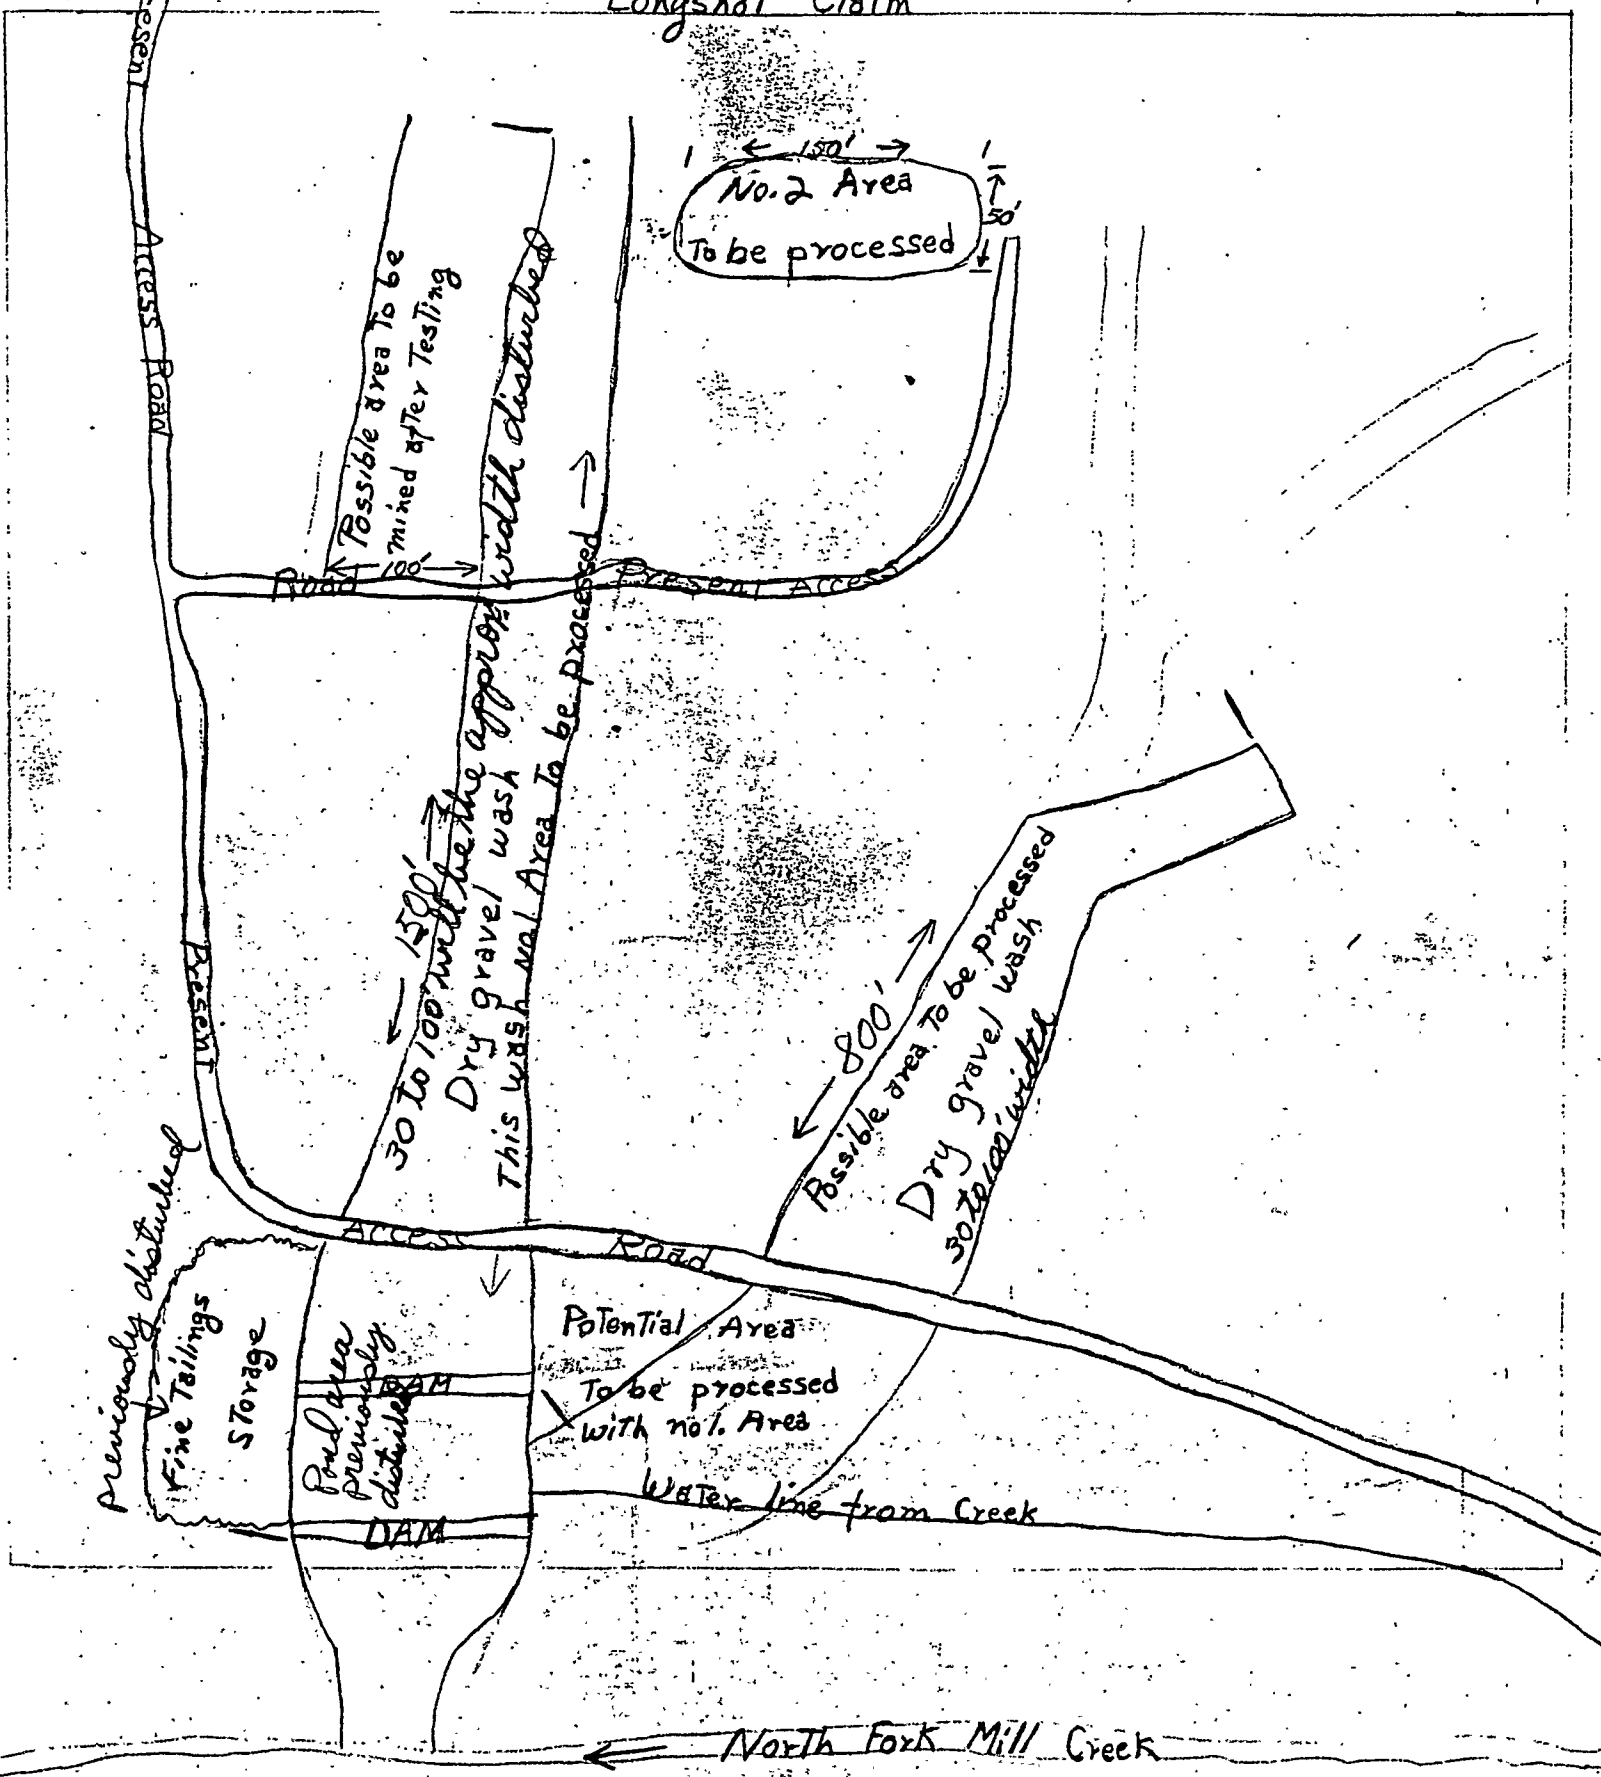 Longshot Claim
Present
Access Road
150'
No. 2 Area
To be processed
50'
Possible area To be
mined after Testing
100'
Road
Present Access
1500'
30 to 100' will be the approx width disturbed
Dry gravel wash
This wash No1 Area To be processed
Present
800'
Possible area To be Processed
Dry gravel wash
30 to 100' width
Access Road
previously disturbed
Fine Tailings
Storage
Pond area
previously
disturbed
DAM
Potential Area
To be processed
with no1. Area
Water line from Creek
DAM
North Fork Mill Creek